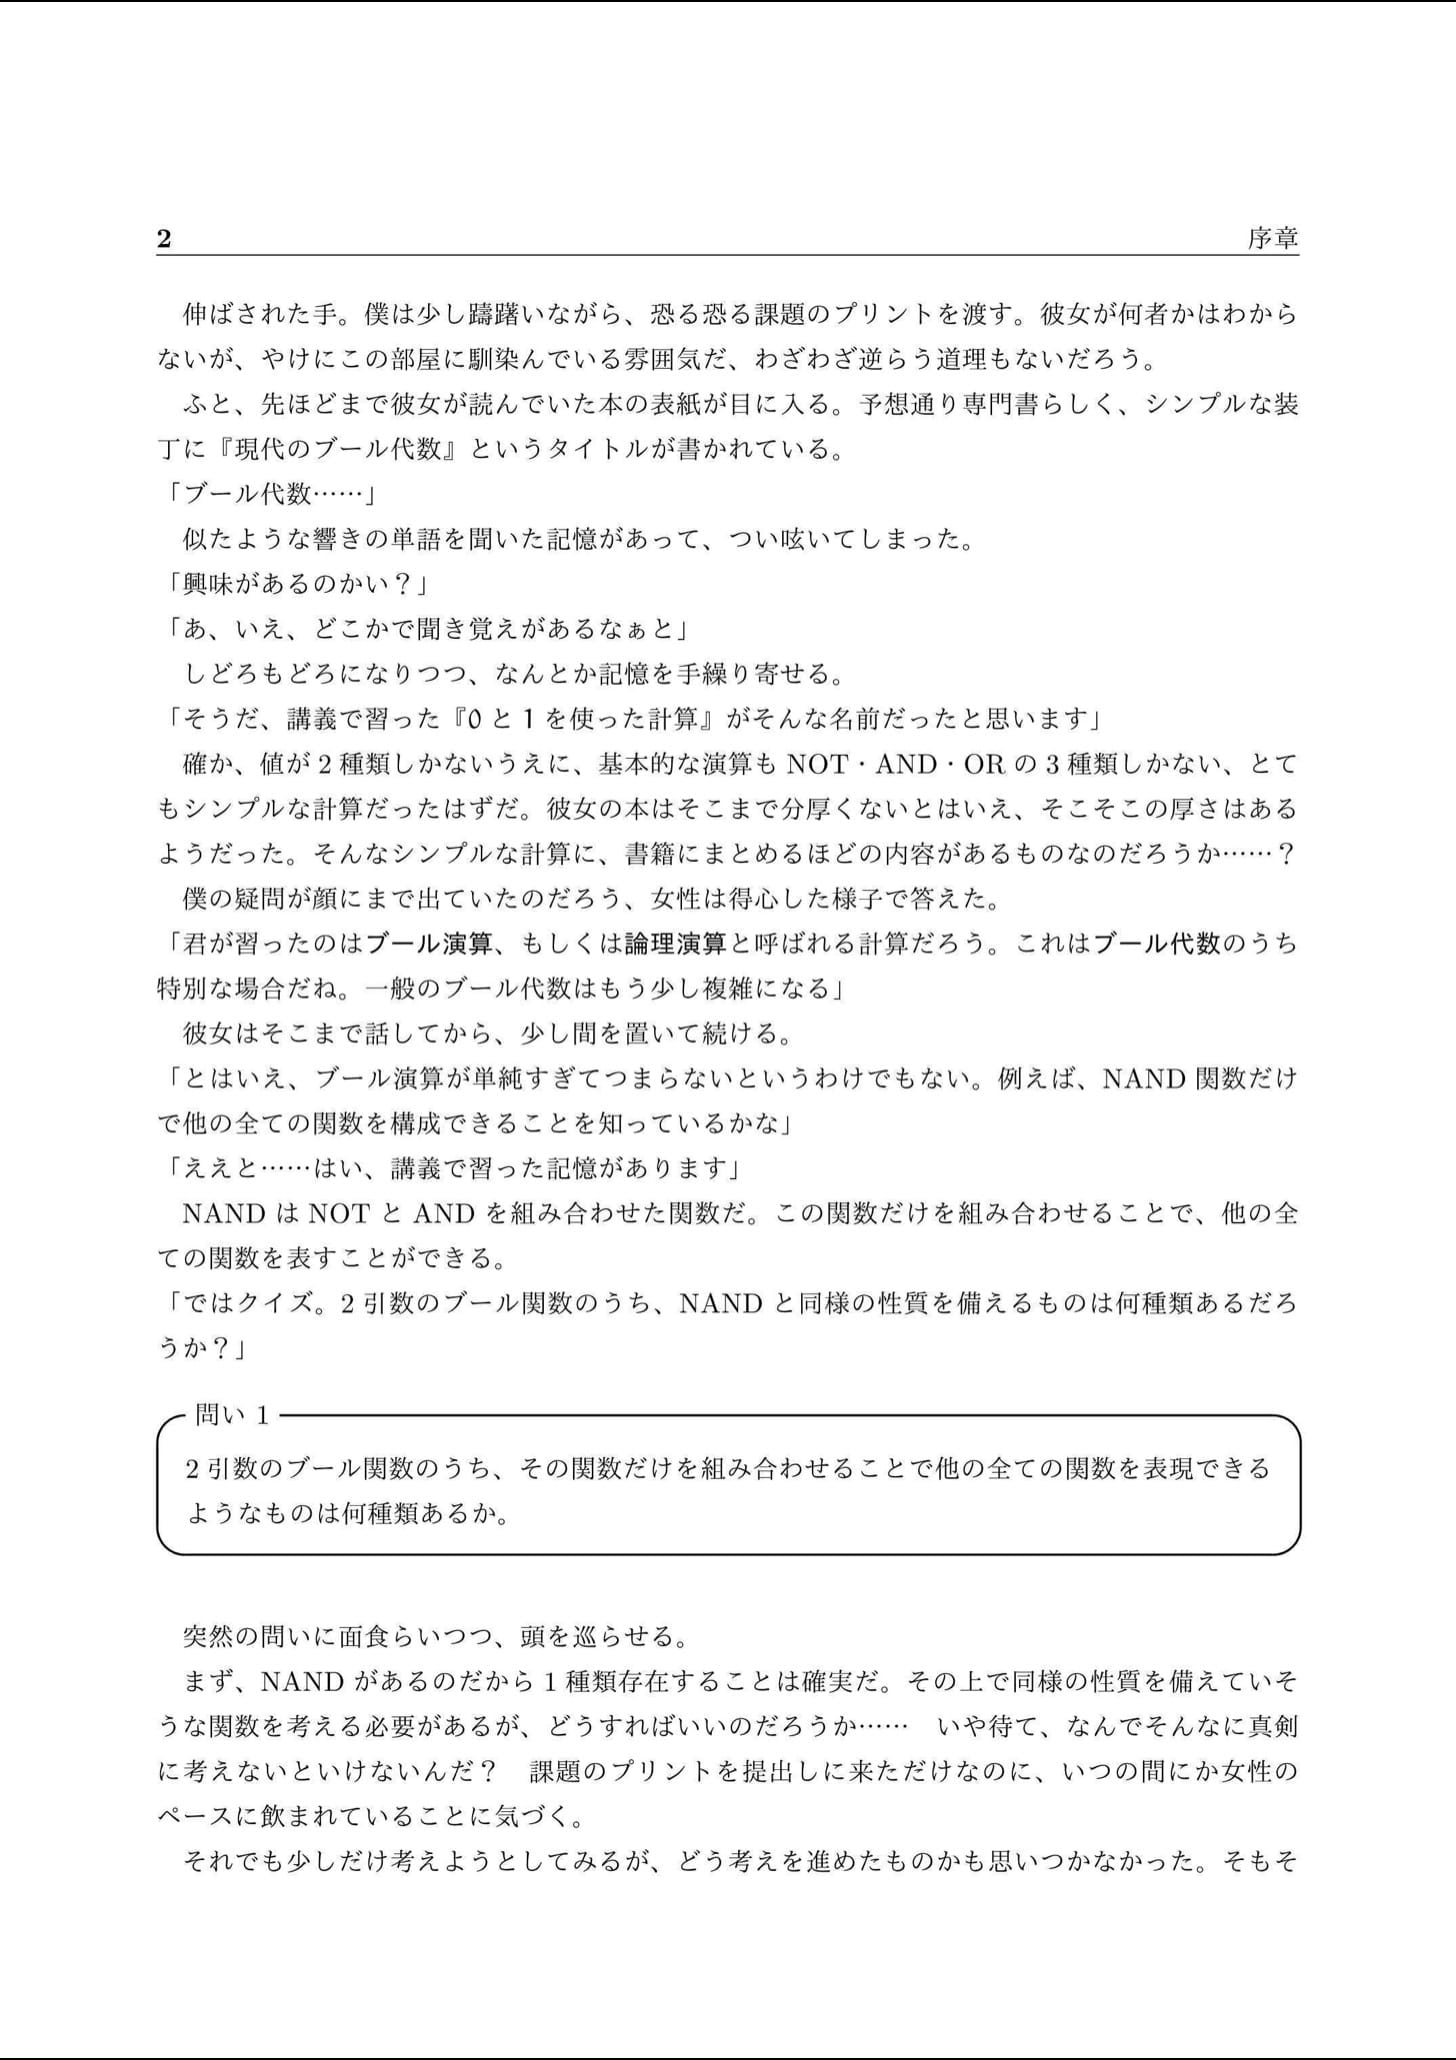 2 序章
伸ばされた手。僕は少し躊躇いながら、恐る恐る課題のプリントを渡す。彼女が何者かはわから
ないが、やけにこの部屋に馴染んでいる雰囲気だ、わざわざ逆らう道理もないだろう。
ふと、先ほどまで彼女が読んでいた本の表紙が目に入る。予想通り専門書らしく、シンプルな装
丁に『現代のブール代数』というタイトルが書かれている。
「ブール代数……」
似たような響きの単語を聞いた記憶があって、つい呟いてしまった。
「興味があるのかい？」
「あ、いえ、どこかで聞き覚えがあるなぁと」
しどろもどろになりつつ、なんとか記憶を手繰り寄せる。
「そうだ、講義で習った『0 と 1 を使った計算』がそんな名前だったと思います」
確か、値が 2 種類しかないうえに、基本的な演算も NOT・AND・OR の 3 種類しかない、とて
もシンプルな計算だったはずだ。彼女の本はそこまで分厚くないとはいえ、そこそこの厚さはある
ようだった。そんなシンプルな計算に、書籍にまとめるほどの内容があるものなのだろうか……？
僕の疑問が顔にまで出ていたのだろう、女性は得心した様子で答えた。
「君が習ったのはブール演算、もしくは論理演算と呼ばれる計算だろう。これはブール代数のうち
特別な場合だね。一般のブール代数はもう少し複雑になる」
彼女はそこまで話してから、少し間を置いて続ける。
「とはいえ、ブール演算が単純すぎてつまらないというわけでもない。例えば、NAND 関数だけ
で他の全ての関数を構成できることを知っているかな」
「ええと……はい、講義で習った記憶があります」
NAND は NOT と AND を組み合わせた関数だ。この関数だけを組み合わせることで、他の全
ての関数を表すことができる。
「ではクイズ。2 引数のブール関数のうち、NAND と同様の性質を備えるものは何種類あるだろ
うか？」
問い 1
2 引数のブール関数のうち、その関数だけを組み合わせることで他の全ての関数を表現できる
ようなものは何種類あるか。
突然の問いに面食らいつつ、頭を巡らせる。
まず、NAND があるのだから 1 種類存在することは確実だ。その上で同様の性質を備えていそ
うな関数を考える必要があるが、どうすればいいのだろうか……　いや待て、なんでそんなに真剣
に考えないといけないんだ？　課題のプリントを提出しに来ただけなのに、いつの間にか女性の
ペースに飲まれていることに気づく。
それでも少しだけ考えようとしてみるが、どう考えを進めたものかも思いつかなかった。そもそ